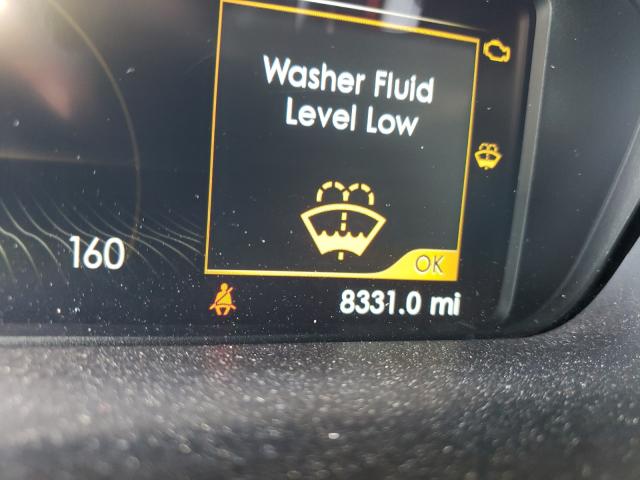 Washer Fluid
Level Low
160
OK
8331.0 mi